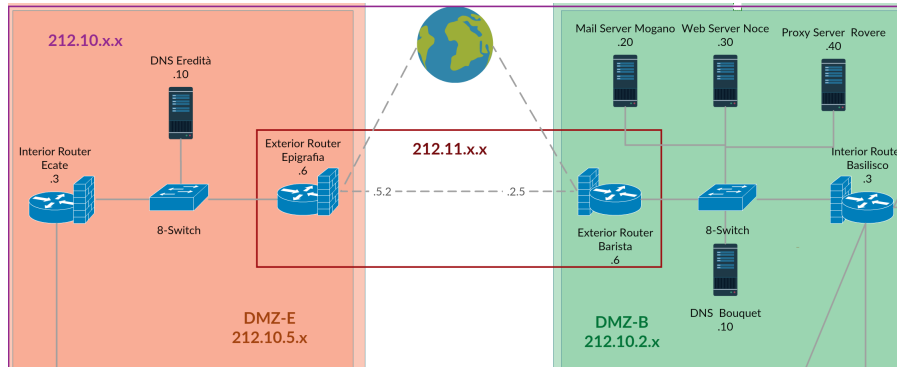 212.10.x.x
DNS Eredità
.10
Interior Router
Ecate
.3
8-Switch
Exterior Router
Epigrafia
.6
DMZ-E
212.10.5.x
212.11.x.x
.5.2
.2.5
Mail Server Mogano
.20
Web Server Noce
.30
Proxy Server Rovere
.40
Exterior Router
Barista
.6
8-Switch
Interior Route
Basilisco
.3
DNS Bouquet
.10
DMZ-B
212.10.2.x